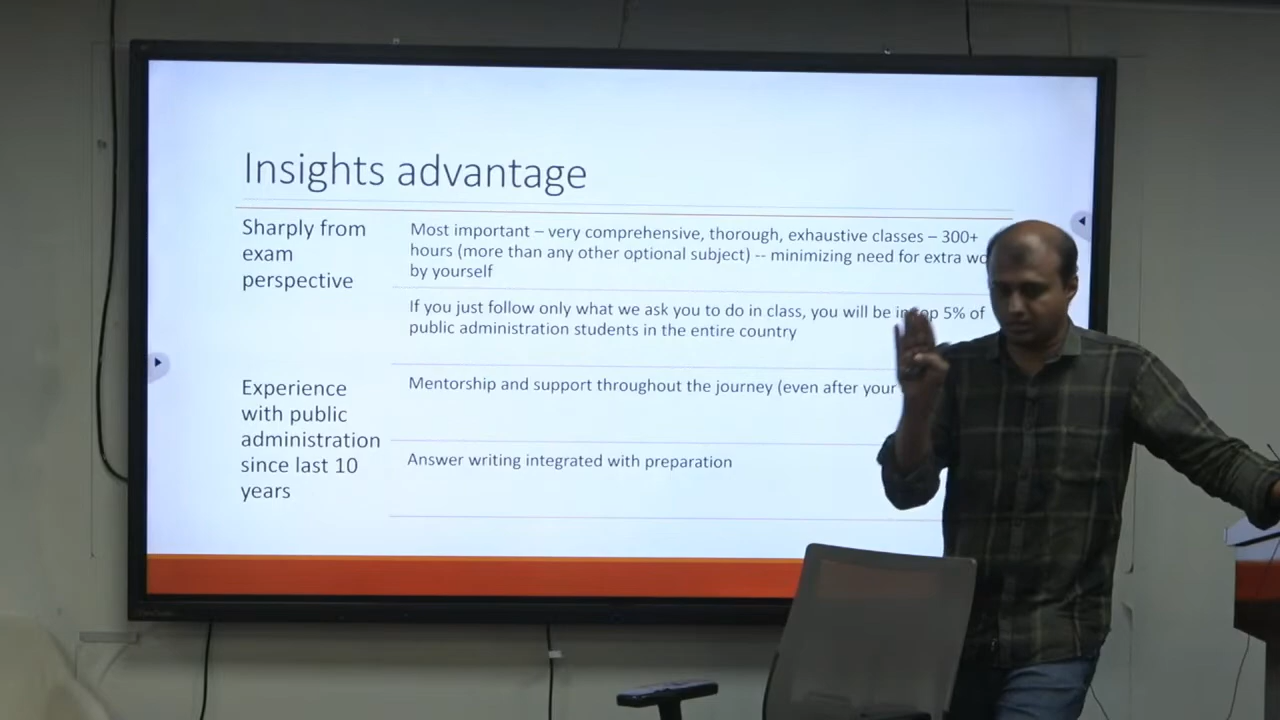 Insights advantage
Sharply from
exam
perspective
Most important – very comprehensive, thorough, exhaustive classes – 300+
hours (more than any other optional subject) -- minimizing need for extra
by yourself
If you just follow only what we ask you to do in class, you will be in top 5% of
public administration students in the entire country
Experience
with public
administration
since last 10
years
Mentorship and support throughout the journey (even after your
Answer writing integrated with preparation